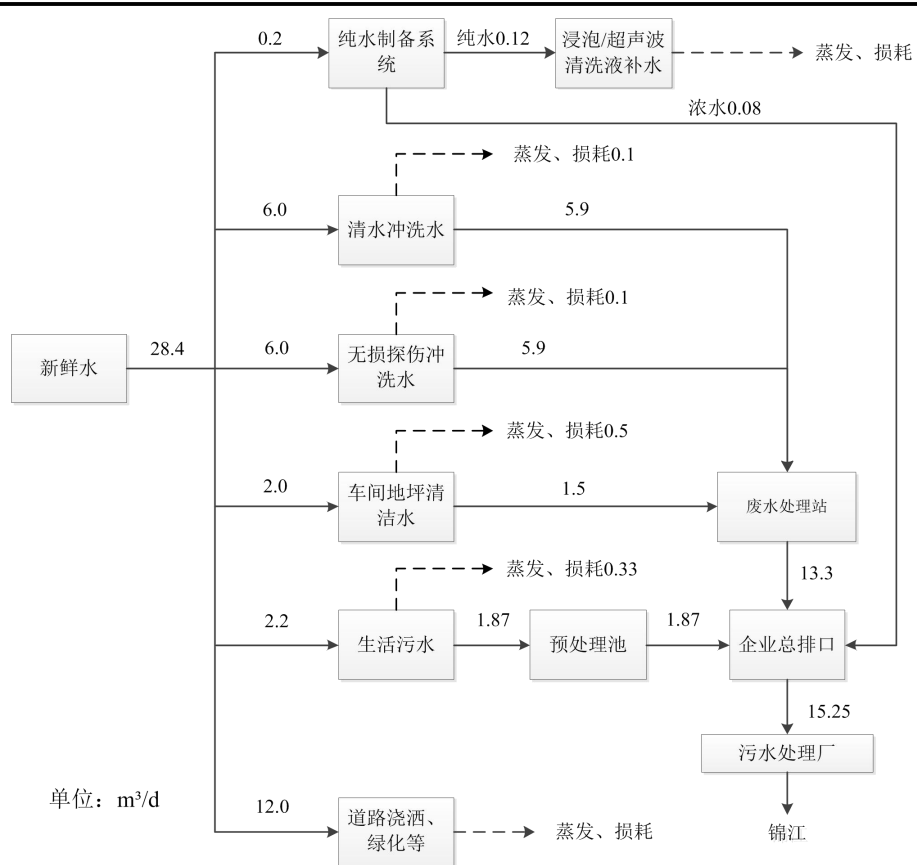 0.2
纯水制备系
统
纯水0.12
浸泡/超声波
清洗液补水
蒸发、损耗
浓水0.08
蒸发、损耗0.1
6.0
清水冲洗水
5.9
蒸发、损耗0.1
新鲜水
28.4
6.0
无损探伤冲
洗水
5.9
蒸发、损耗0.5
2.0
车间地坪清
洁水
1.5
废水处理站
蒸发、损耗0.33
13.3
2.2
生活污水
1.87
预处理池
1.87
企业总排口
15.25
污水处理厂
单位：m³/d
12.0
道路浇洒、
绿化等
蒸发、损耗
锦江